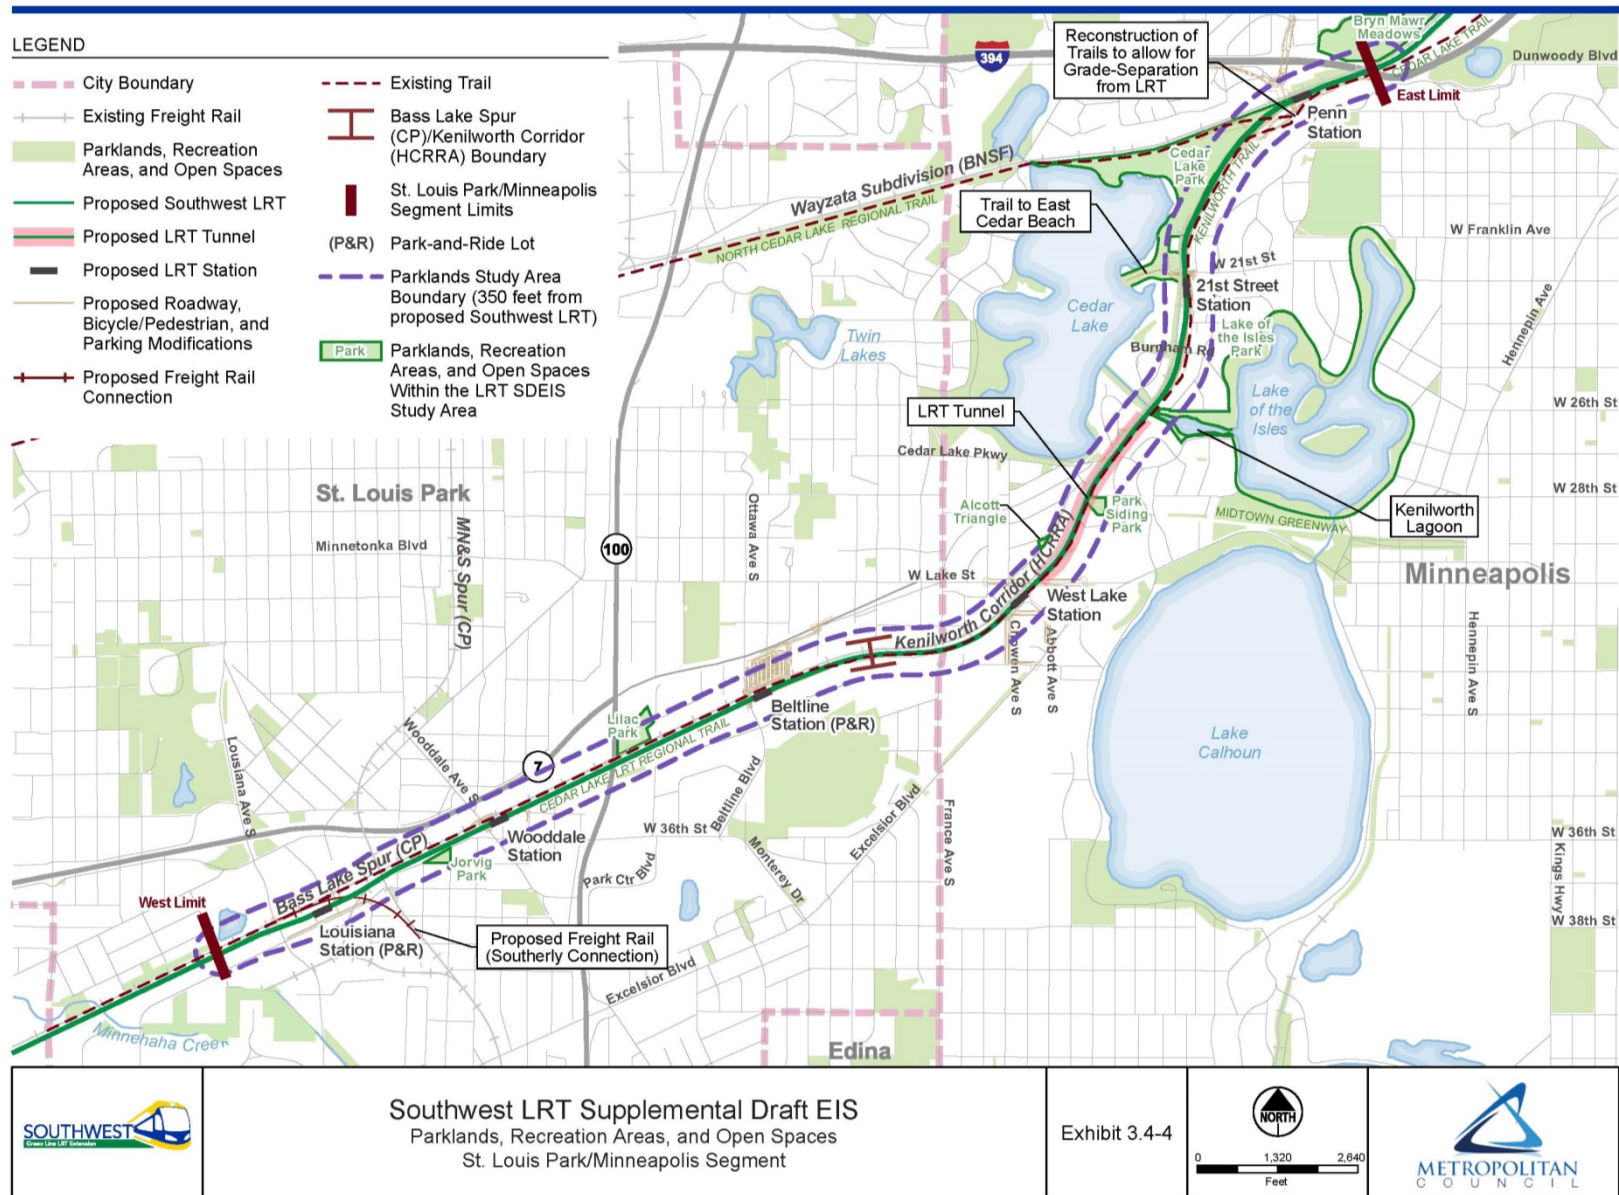 LEGEND
City Boundary
Existing Freight Rail
Parklands, Recreation
Areas, and Open Spaces
Proposed Southwest LRT
Proposed LRT Tunnel
Proposed LRT Station
Proposed Roadway,
Bicycle/Pedestrian, and
Parking Modifications
Proposed Freight Rail
Connection
Existing Trail
Bass Lake Spur
(CP)/Kenilworth Corridor
(HCRRA) Boundary
St. Louis Park/Minneapolis
Segment Limits
(P&R) Park-and-Ride Lot
Parklands Study Area
Boundary (350 feet from
proposed Southwest LRT)
Park
Parklands, Recreation
Areas, and Open Spaces
Within the LRT SDEIS
Study Area
394
Reconstruction of
Trails to allow for
Grade-Separation
from LRT
Bryn Mawr
Meadows
CEDAR LAKE TRAIL
Dunwoody Blvd
East Limit
Penn
Station
Cedar
Lake
Park
KENILWORTH TRAIL
Wayzata Subdivision (BNSF)
NORTH CEDAR LAKE REGIONAL TRAIL
Trail to East
Cedar Beach
W Franklin Ave
W 21st St
21st Street
Station
Cedar
Lake
Twin
Lakes
Lake of
the Isles
Park
Burnham Rd
Hennepin Ave
Lake
of the
Isles
W 26th St
LRT Tunnel
Cedar Lake Pkwy
W 28th St
Kenilworth
Lagoon
Alcott
Triangle
Park
Siding
Park
MIDTOWN GREENWAY
St. Louis Park
MN&S Spur (CP)
Ottawa Ave S
100
Minnetonka Blvd
W Lake St
Minneapolis
West Lake
Station
Kenilworth Corridor (HCRRA)
Chowen Ave S
Abbott Ave S
Hennepin Ave S
Beltline
Station (P&R)
Lilac
Park
CEDAR LAKE LRT REGIONAL TRAIL
Lake
Calhoun
Wooddale Ave S
Lousiana Ave S
7
Beltline Blvd
W 36th St
Excelsior Blvd
France Ave S
W 36th St
Wooddale
Station
Bass Lake Spur (CP)
Jorvig
Park
Park Ctr Blvd
Monterey Dr
Kings Hwy
W 38th St
West Limit
Louisiana
Station (P&R)
Proposed Freight Rail
(Southerly Connection)
Excelsior Blvd
Minnehaha Creek
Edina
SOUTHWEST
Green Line LRT Extension
Southwest LRT Supplemental Draft EIS
Parklands, Recreation Areas, and Open Spaces
St. Louis Park/Minneapolis Segment
Exhibit 3.4-4
NORTH
0 1,320 2,640
Feet
METROPOLITAN
COUNCIL